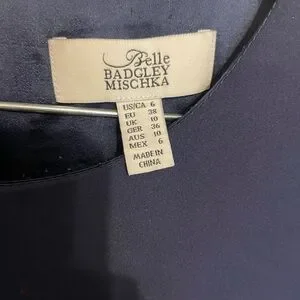 Belle
BADGLEY
MISCHKA
US/CA 6
EU 38
UK 10
GER 36
AUS 10
MEX 6
MADE IN
CHINA